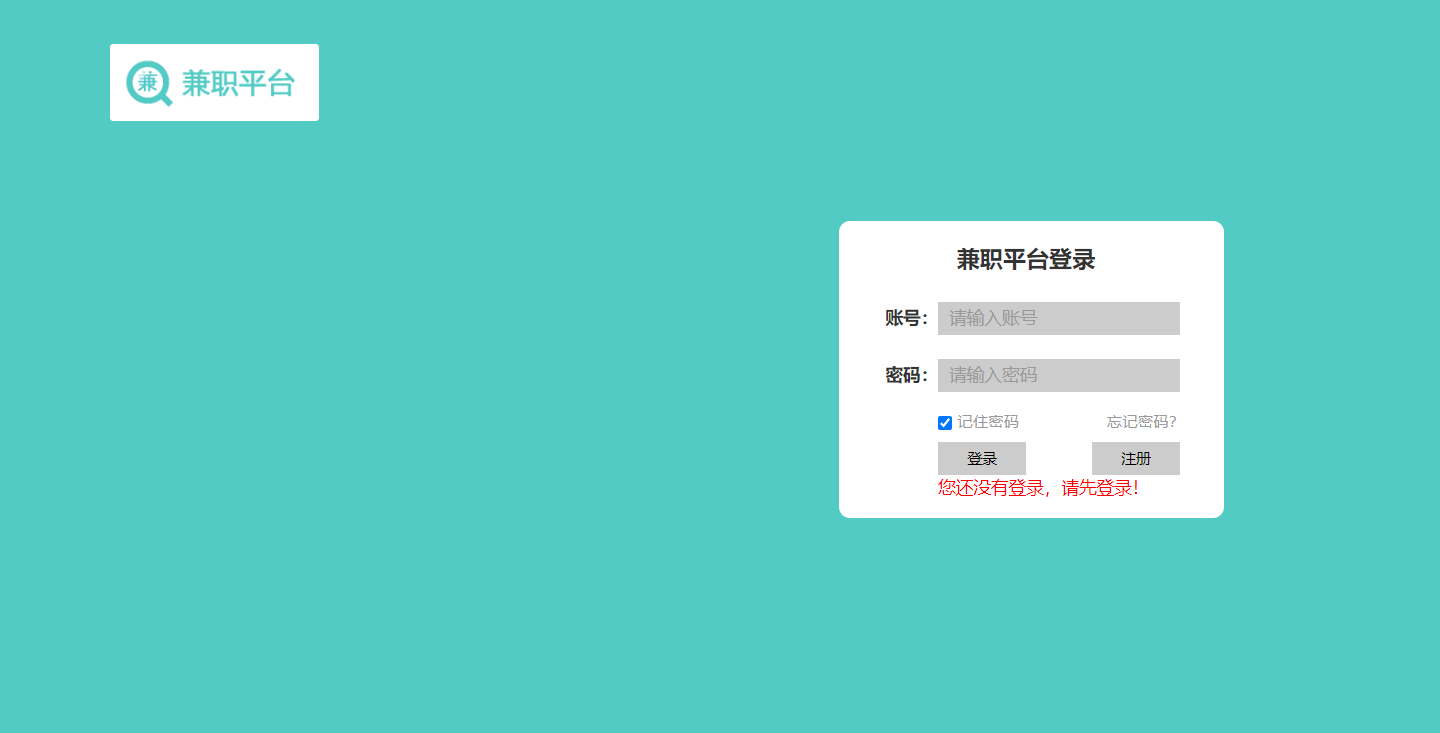 兼 兼职平台
兼职平台登录
账号： 请输入账号
密码： 请输入密码
记住密码 忘记密码?
登录 注册
您还没有登录，请先登录！